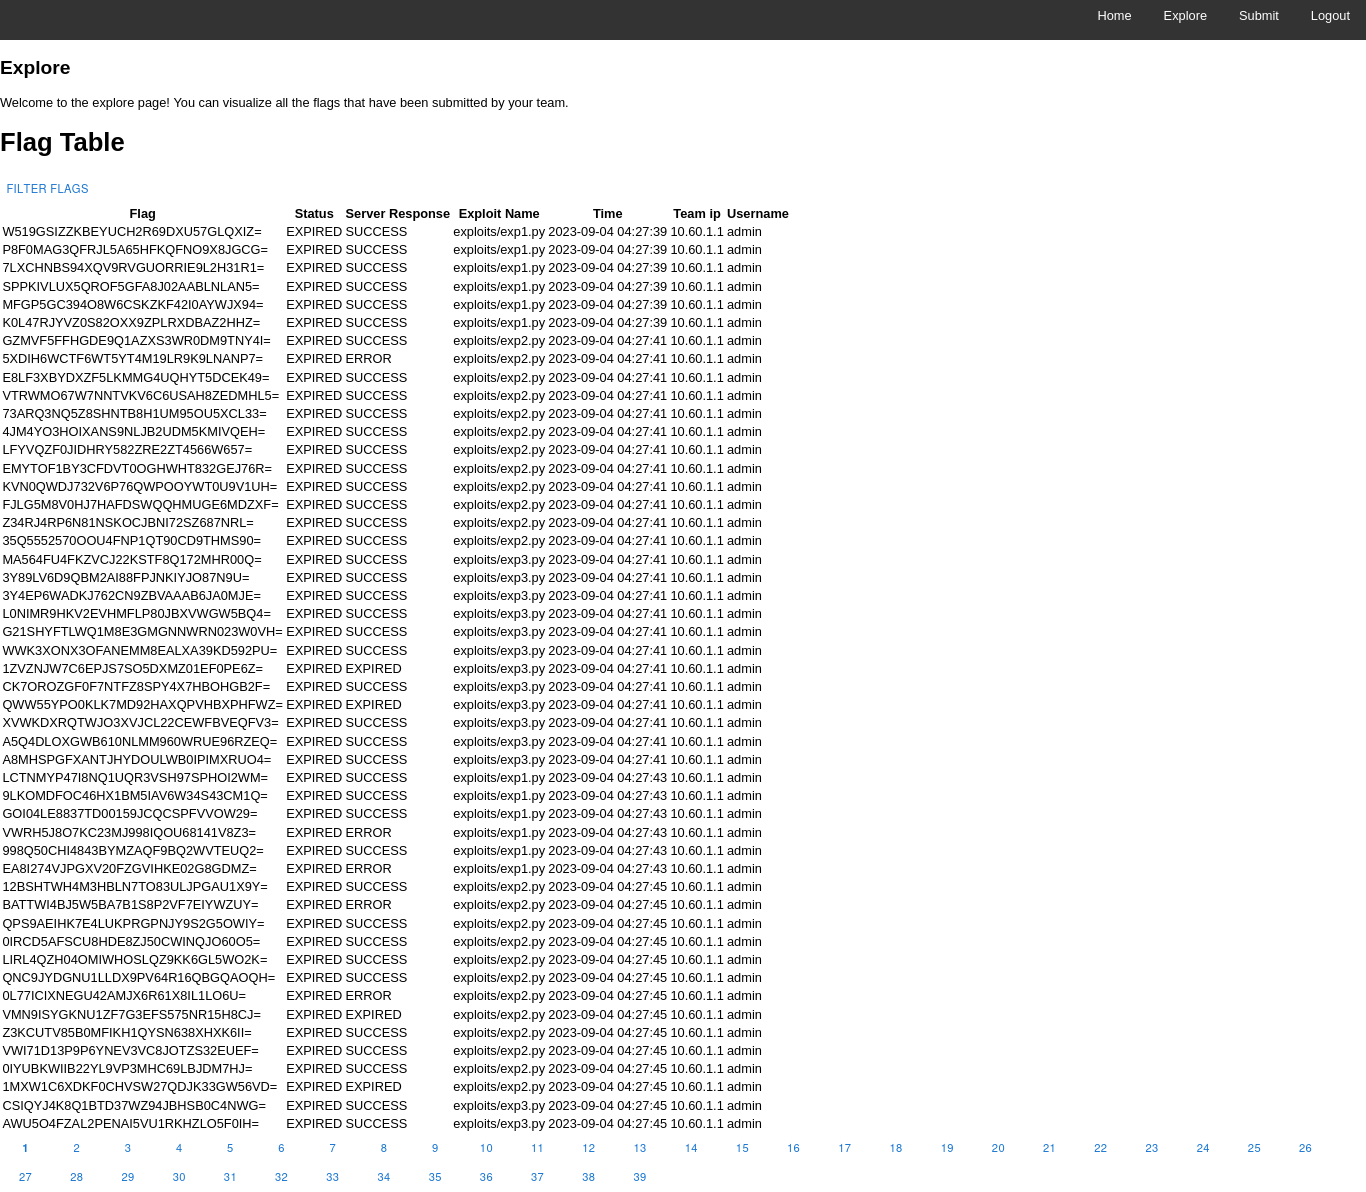 Home Explore Submit Logout
Explore
Welcome to the explore page! You can visualize all the flags that have been submitted by your team.
Flag Table
FILTER FLAGS
Flag Status Server Response Exploit Name Time Team ip Username
W519GSIZZKBEYUCH2R69DXU57GLQXIZ= EXPIRED SUCCESS exploits/exp1.py 2023-09-04 04:27:39 10.60.1.1 admin
P8F0MAG3QFRJL5A65HFKQFNO9X8JGCG= EXPIRED SUCCESS exploits/exp1.py 2023-09-04 04:27:39 10.60.1.1 admin
7LXCHNBS94XQV9RVGUORRIE9L2H31R1= EXPIRED SUCCESS exploits/exp1.py 2023-09-04 04:27:39 10.60.1.1 admin
SPPKIVLUX5QROF5GFA8J02AABLNLAN5= EXPIRED SUCCESS exploits/exp1.py 2023-09-04 04:27:39 10.60.1.1 admin
MFGP5GC394O8W6CSKZKF42I0AYWJX94= EXPIRED SUCCESS exploits/exp1.py 2023-09-04 04:27:39 10.60.1.1 admin
K0L47RJYVZ0S82OXX9ZPLRXDBAZ2HHZ= EXPIRED SUCCESS exploits/exp1.py 2023-09-04 04:27:39 10.60.1.1 admin
GZMVF5FFHGDE9Q1AZXS3WR0DM9TNY4I= EXPIRED SUCCESS exploits/exp2.py 2023-09-04 04:27:41 10.60.1.1 admin
5XDIH6WCTF6WT5YT4M19LR9K9LNANP7= EXPIRED ERROR exploits/exp2.py 2023-09-04 04:27:41 10.60.1.1 admin
E8LF3XBYDXZF5LKMMG4UQHYT5DCEK49= EXPIRED SUCCESS exploits/exp2.py 2023-09-04 04:27:41 10.60.1.1 admin
VTRWMO67W7NNTVKV6C6USAH8ZEDMHL5= EXPIRED SUCCESS exploits/exp2.py 2023-09-04 04:27:41 10.60.1.1 admin
73ARQ3NQ5Z8SHNTB8H1UM95OU5XCL33= EXPIRED SUCCESS exploits/exp2.py 2023-09-04 04:27:41 10.60.1.1 admin
4JM4YO3HOIXANS9NLJB2UDM5KMIVQEH= EXPIRED SUCCESS exploits/exp2.py 2023-09-04 04:27:41 10.60.1.1 admin
LFYVQZF0JIDHRY582ZRE2ZT4566W657= EXPIRED SUCCESS exploits/exp2.py 2023-09-04 04:27:41 10.60.1.1 admin
EMYTOF1BY3CFDVT0OGHWHT832GEJ76R= EXPIRED SUCCESS exploits/exp2.py 2023-09-04 04:27:41 10.60.1.1 admin
KVN0QWDJ732V6P76QWPOOYWT0U9V1UH= EXPIRED SUCCESS exploits/exp2.py 2023-09-04 04:27:41 10.60.1.1 admin
FJLG5M8V0HJ7HAFDSWQQHMUGE6MDZXF= EXPIRED SUCCESS exploits/exp2.py 2023-09-04 04:27:41 10.60.1.1 admin
Z34RJ4RP6N81NSKOCJBNI72SZ687NRL= EXPIRED SUCCESS exploits/exp2.py 2023-09-04 04:27:41 10.60.1.1 admin
35Q5552570OOU4FNP1QT90CD9THMS90= EXPIRED SUCCESS exploits/exp2.py 2023-09-04 04:27:41 10.60.1.1 admin
MA564FU4FKZVCJ22KSTF8Q172MHR00Q= EXPIRED SUCCESS exploits/exp3.py 2023-09-04 04:27:41 10.60.1.1 admin
3Y89LV6D9QBM2AI88FPJNKIYJO87N9U= EXPIRED SUCCESS exploits/exp3.py 2023-09-04 04:27:41 10.60.1.1 admin
3Y4EP6WADKJ762CN9ZBVAAAB6JA0MJE= EXPIRED SUCCESS exploits/exp3.py 2023-09-04 04:27:41 10.60.1.1 admin
L0NIMR9HKV2EVHMFLP80JBXVWGW5BQ4= EXPIRED SUCCESS exploits/exp3.py 2023-09-04 04:27:41 10.60.1.1 admin
G21SHYFTLWQ1M8E3GMGNNWRN023W0VH= EXPIRED SUCCESS exploits/exp3.py 2023-09-04 04:27:41 10.60.1.1 admin
WWK3XONX3OFANEMM8EALXA39KD592PU= EXPIRED SUCCESS exploits/exp3.py 2023-09-04 04:27:41 10.60.1.1 admin
1ZVZNJW7C6EPJS7SO5DXMZ01EF0PE6Z= EXPIRED EXPIRED exploits/exp3.py 2023-09-04 04:27:41 10.60.1.1 admin
CK7OROZGF0F7NTFZ8SPY4X7HBOHGB2F= EXPIRED SUCCESS exploits/exp3.py 2023-09-04 04:27:41 10.60.1.1 admin
QWW55YPO0KLK7MD92HAXQPVHBXPHFWZ= EXPIRED EXPIRED exploits/exp3.py 2023-09-04 04:27:41 10.60.1.1 admin
XVWKDXRQTWJO3XVJCL22CEWFBVEQFV3= EXPIRED SUCCESS exploits/exp3.py 2023-09-04 04:27:41 10.60.1.1 admin
A5Q4DLOXGWB610NLMM960WRUE96RZEQ= EXPIRED SUCCESS exploits/exp3.py 2023-09-04 04:27:41 10.60.1.1 admin
A8MHSPGFXANTJHYDOULWB0IPIMXRUO4= EXPIRED SUCCESS exploits/exp3.py 2023-09-04 04:27:41 10.60.1.1 admin
LCTNMYP47I8NQ1UQR3VSH97SPHOI2WM= EXPIRED SUCCESS exploits/exp1.py 2023-09-04 04:27:43 10.60.1.1 admin
9LKOMDFOC46HX1BM5IAV6W34S43CM1Q= EXPIRED SUCCESS exploits/exp1.py 2023-09-04 04:27:43 10.60.1.1 admin
GOI04LE8837TD00159JCQCSPFVVOW29= EXPIRED SUCCESS exploits/exp1.py 2023-09-04 04:27:43 10.60.1.1 admin
VWRH5J8O7KC23MJ998IQOU68141V8Z3= EXPIRED ERROR exploits/exp1.py 2023-09-04 04:27:43 10.60.1.1 admin
998Q50CHI4843BYMZAQF9BQ2WVTEUQ2= EXPIRED SUCCESS exploits/exp1.py 2023-09-04 04:27:43 10.60.1.1 admin
EA8I274VJPGXV20FZGVIHKE02G8GDMZ= EXPIRED ERROR exploits/exp1.py 2023-09-04 04:27:43 10.60.1.1 admin
12BSHTWH4M3HBLN7TO83ULJPGAU1X9Y= EXPIRED SUCCESS exploits/exp2.py 2023-09-04 04:27:45 10.60.1.1 admin
BATTWI4BJ5W5BA7B1S8P2VF7EIYWZUY= EXPIRED ERROR exploits/exp2.py 2023-09-04 04:27:45 10.60.1.1 admin
QPS9AEIHK7E4LUKPRGPNJY9S2G5OWIY= EXPIRED SUCCESS exploits/exp2.py 2023-09-04 04:27:45 10.60.1.1 admin
0IRCD5AFSCU8HDE8ZJ50CWINQJO60O5= EXPIRED SUCCESS exploits/exp2.py 2023-09-04 04:27:45 10.60.1.1 admin
LIRL4QZH04OMIWHOSLQZ9KK6GL5WO2K= EXPIRED SUCCESS exploits/exp2.py 2023-09-04 04:27:45 10.60.1.1 admin
QNC9JYDGNU1LLDX9PV64R16QBGQAOQH= EXPIRED SUCCESS exploits/exp2.py 2023-09-04 04:27:45 10.60.1.1 admin
0L77ICIXNEGU42AMJX6R61X8IL1LO6U= EXPIRED ERROR exploits/exp2.py 2023-09-04 04:27:45 10.60.1.1 admin
VMN9ISYGKNU1ZF7G3EFS575NR15H8CJ= EXPIRED EXPIRED exploits/exp2.py 2023-09-04 04:27:45 10.60.1.1 admin
Z3KCUTV85B0MFIKH1QYSN638XHXK6II= EXPIRED SUCCESS exploits/exp2.py 2023-09-04 04:27:45 10.60.1.1 admin
VWI71D13P9P6YNEV3VC8JOTZS32EUEF= EXPIRED SUCCESS exploits/exp2.py 2023-09-04 04:27:45 10.60.1.1 admin
0IYUBKWIIB22YL9VP3MHC69LBJDM7HJ= EXPIRED SUCCESS exploits/exp2.py 2023-09-04 04:27:45 10.60.1.1 admin
1MXW1C6XDKF0CHVSW27QDJK33GW56VD= EXPIRED EXPIRED exploits/exp2.py 2023-09-04 04:27:45 10.60.1.1 admin
CSIQYJ4K8Q1BTD37WZ94JBHSB0C4NWG= EXPIRED SUCCESS exploits/exp3.py 2023-09-04 04:27:45 10.60.1.1 admin
AWU5O4FZAL2PENAI5VU1RKHZLO5F0IH= EXPIRED SUCCESS exploits/exp3.py 2023-09-04 04:27:45 10.60.1.1 admin
1 2 3 4 5 6 7 8 9 10 11 12 13 14 15 16 17 18 19 20 21 22 23 24 25 26
27 28 29 30 31 32 33 34 35 36 37 38 39